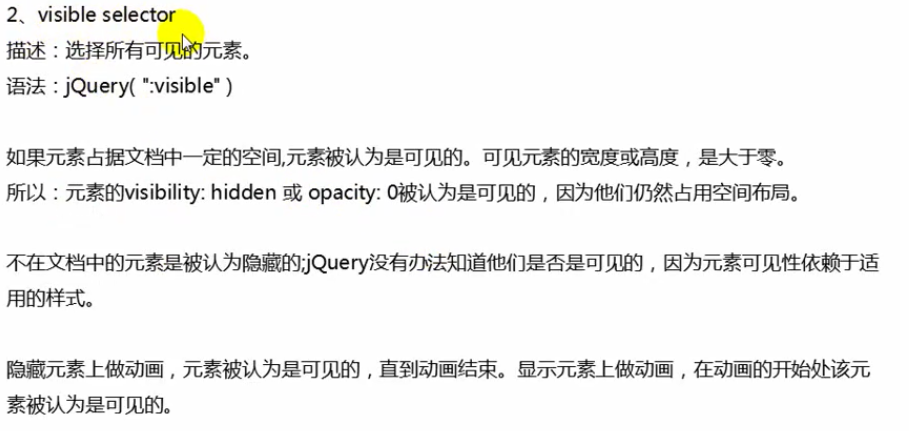 2、visible selector
描述：选择所有可见的元素。
语法：jQuery( ":visible" )
如果元素占据文档中一定的空间,元素被认为是可见的。可见元素的宽度或高度，是大于零。
所以：元素的visibility: hidden 或 opacity: 0被认为是可见的，因为他们仍然占用空间布局。
不在文档中的元素是被认为隐藏的;jQuery没有办法知道他们是否是可见的，因为元素可见性依赖于适
用的样式。
隐藏元素上做动画，元素被认为是可见的，直到动画结束。显示元素上做动画，在动画的开始处该元
素被认为是可见的。